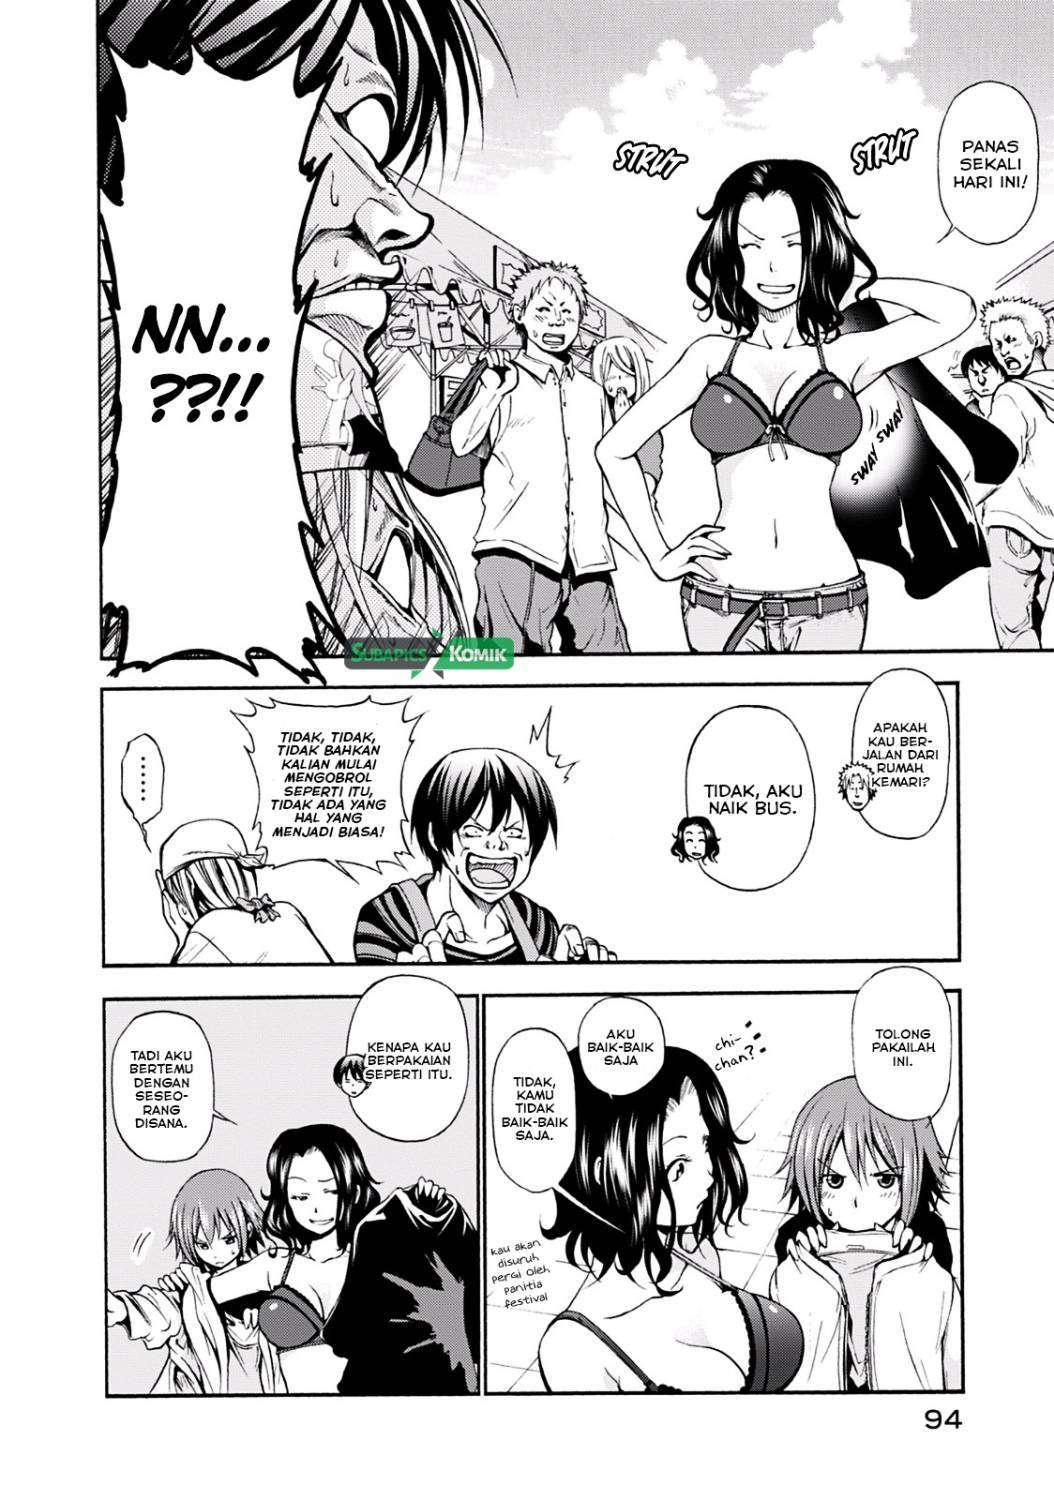 PANAS
SEKALI
HARI INI!
STRUT
STRUT
SWAY SWAY
NN...
??!!
SUBAPICS KOMIK
APAKAH
KAU BER-
JALAN DARI
RUMAH
KEMARI?
TIDAK, AKU
NAIK BUS.
TIDAK, TIDAK,
TIDAK BAHKAN
KALIAN MULAI
MENGOBROL
SEPERTI ITU,
TIDAK ADA YANG
HAL YANG
MENJADI BIASA!
......
TOLONG
PAKAILAH
INI.
chi-
chan?
AKU
BAIK-BAIK
SAJA
TIDAK,
KAMU
TIDAK
BAIK-BAIK
SAJA.
kau akan
disuruh
pergi oleh
panitia
festival
KENAPA KAU
BERPAKAIAN
SEPERTI ITU.
TADI AKU
BERTEMU
DENGAN
SESEO-
RANG
DISANA.
94